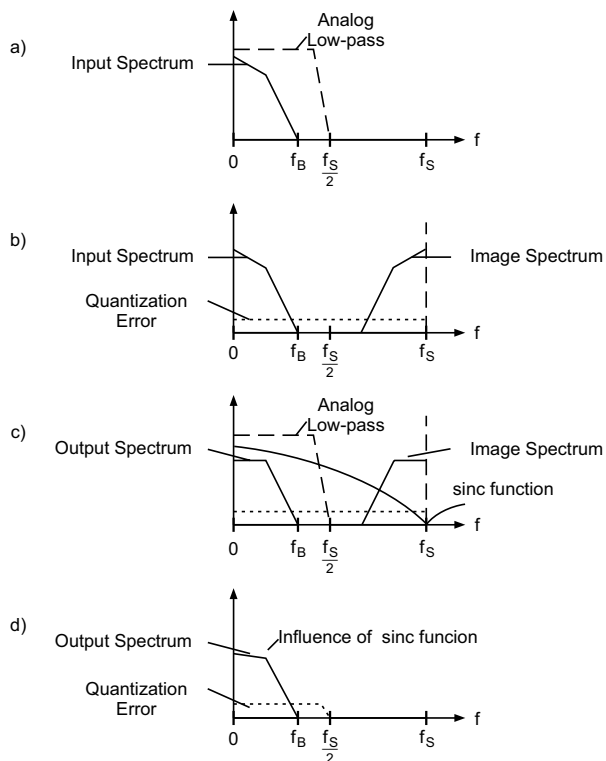 a)
Analog
Low-pass
Input Spectrum
f
0
f_B
f_S
2
f_S
b)
Input Spectrum
Image Spectrum
Quantization
Error
f
0
f_B
f_S
2
f_S
c)
Analog
Low-pass
Output Spectrum
Image Spectrum
sinc function
f
0
f_B
f_S
2
f_S
d)
Output Spectrum
Influence of sinc funcion
Quantization
Error
f
0
f_B
f_S
2
f_S